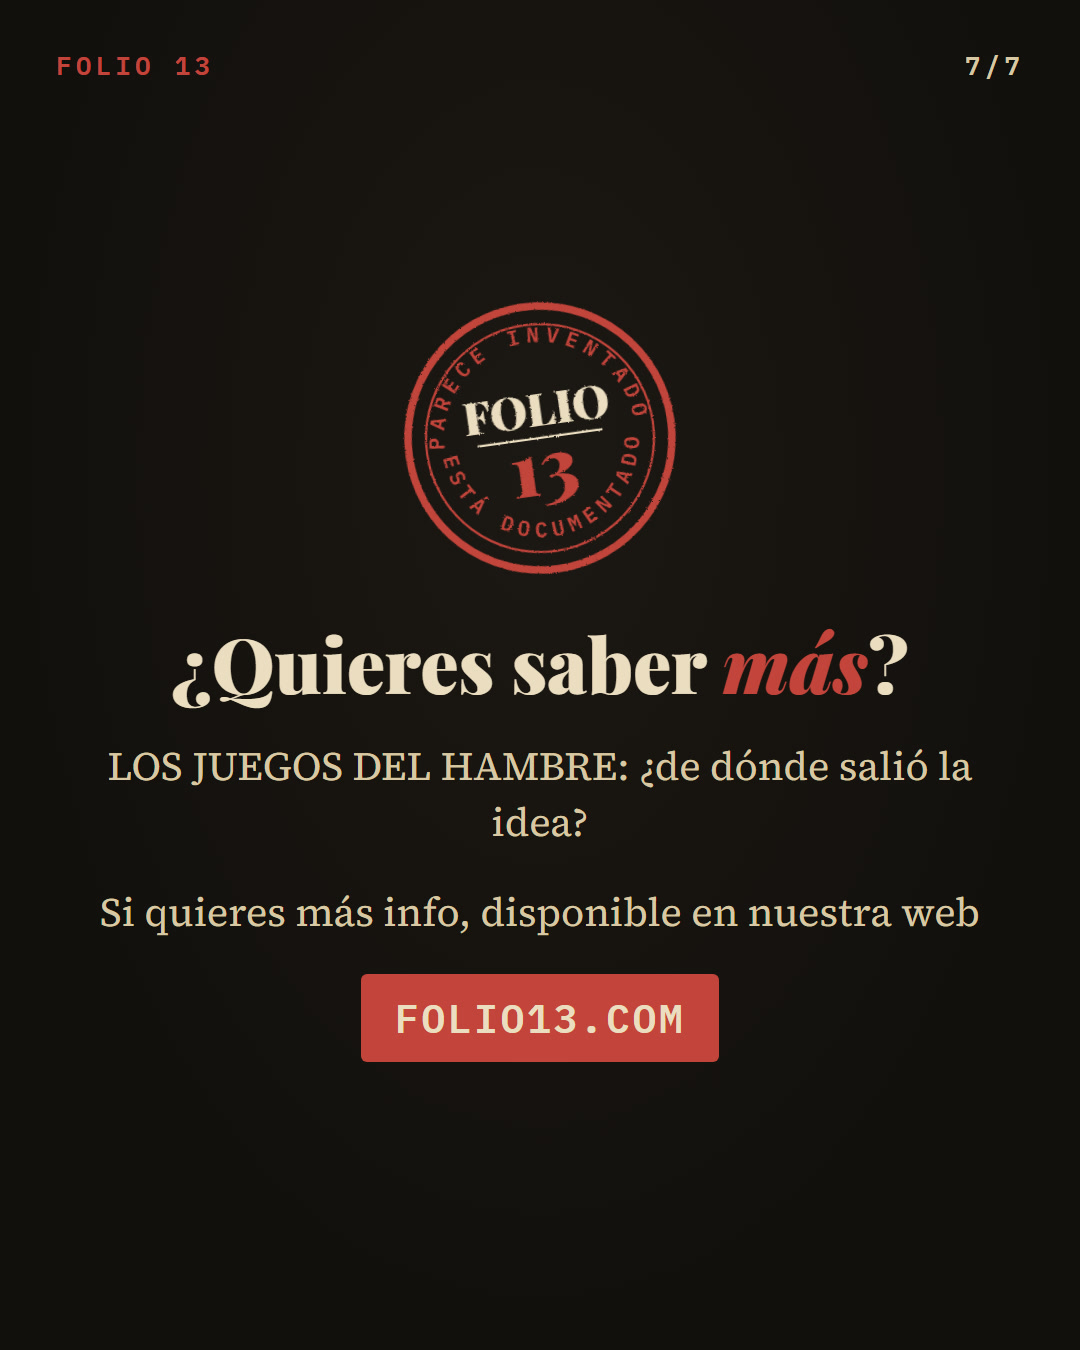 FOLIO 13
7/7
PARECE INVENTADO
FOLIO
13
ESTÁ DOCUMENTADO
¿Quieres saber más?
LOS JUEGOS DEL HAMBRE: ¿de dónde salió la
idea?
Si quieres más info, disponible en nuestra web
FOLIO13.COM